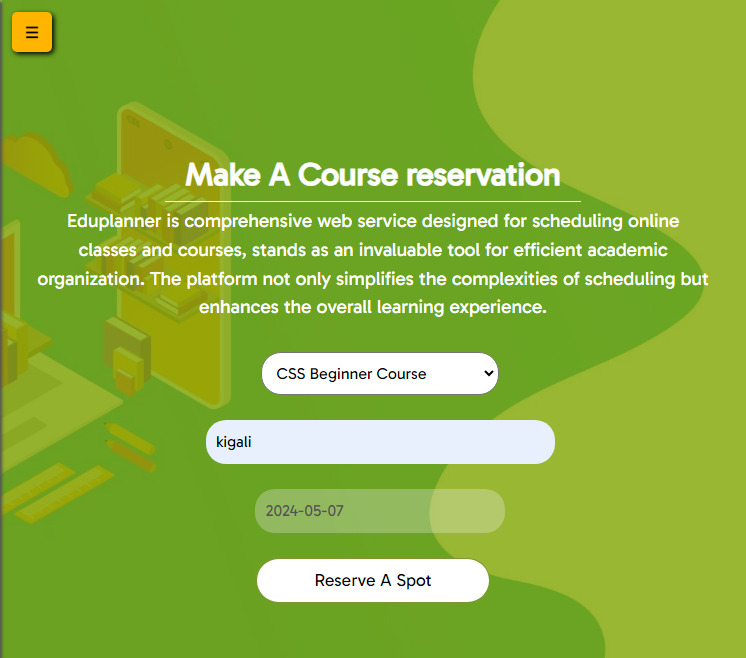 ☰
Make A Course reservation
Eduplanner is comprehensive web service designed for scheduling online
classes and courses, stands as an invaluable tool for efficient academic
organization. The platform not only simplifies the complexities of scheduling but
enhances the overall learning experience.
CSS Beginner Course
kigali
2024-05-07
Reserve A Spot